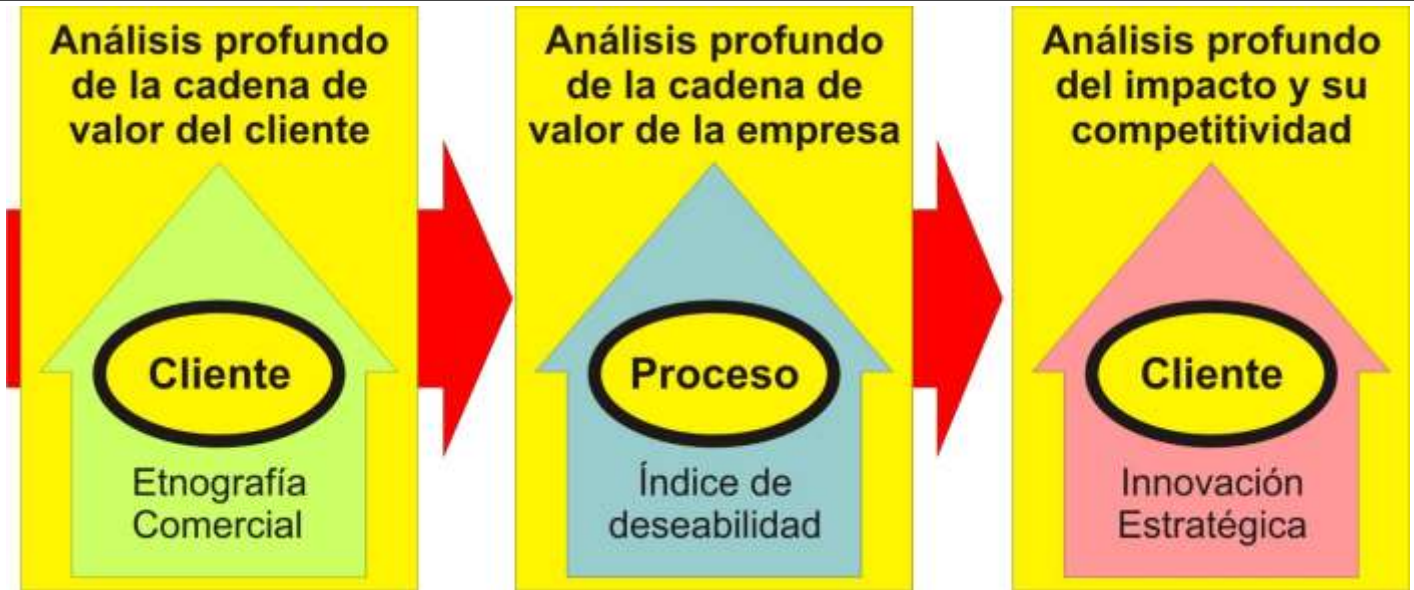 Análisis profundo
de la cadena de
valor del cliente
Cliente
Etnografía
Comercial
Análisis profundo
de la cadena de
valor de la empresa
Proceso
Índice de
deseabilidad
Análisis profundo
del impacto y su
competitividad
Cliente
Innovación
Estratégica